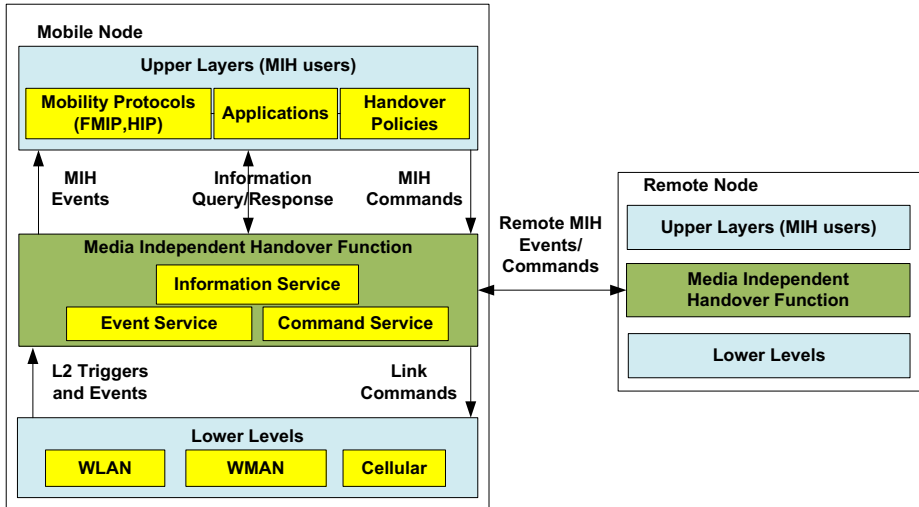 Mobile Node
Upper Layers (MIH users)
Mobility Protocols
(FMIP,HIP)
Applications
Handover
Policies
MIH
Events
Information
Query/Response
MIH
Commands
Media Independent Handover Function
Information Service
Event Service
Command Service
L2 Triggers
and Events
Link
Commands
Lower Levels
WLAN
WMAN
Cellular
Remote MIH
Events/
Commands
Remote Node
Upper Layers (MIH users)
Media Independent
Handover Function
Lower Levels